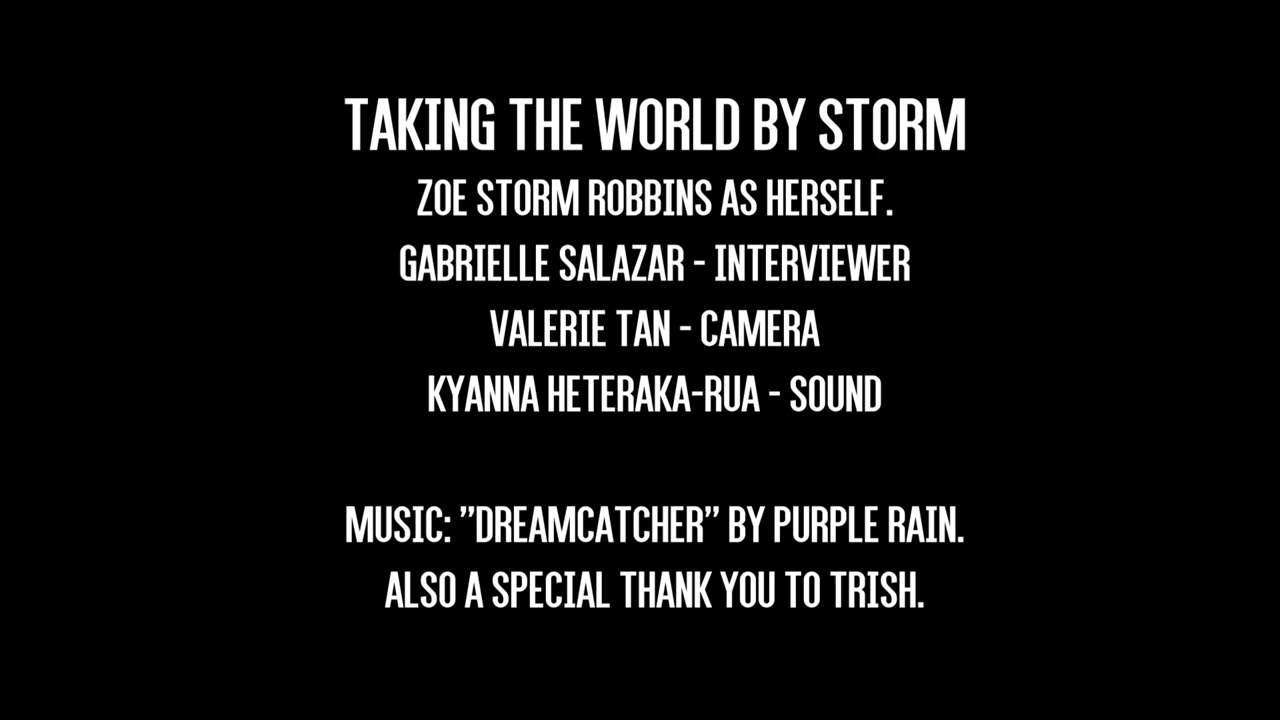 TAKING THE WORLD BY STORM
ZOE STORM ROBBINS AS HERSELF.
GABRIELLE SALAZAR - INTERVIEWER
VALERIE TAN - CAMERA
KYANNA HETERAKA-RUA - SOUND
MUSIC: "DREAMCATCHER" BY PURPLE RAIN.
ALSO A SPECIAL THANK YOU TO TRISH.